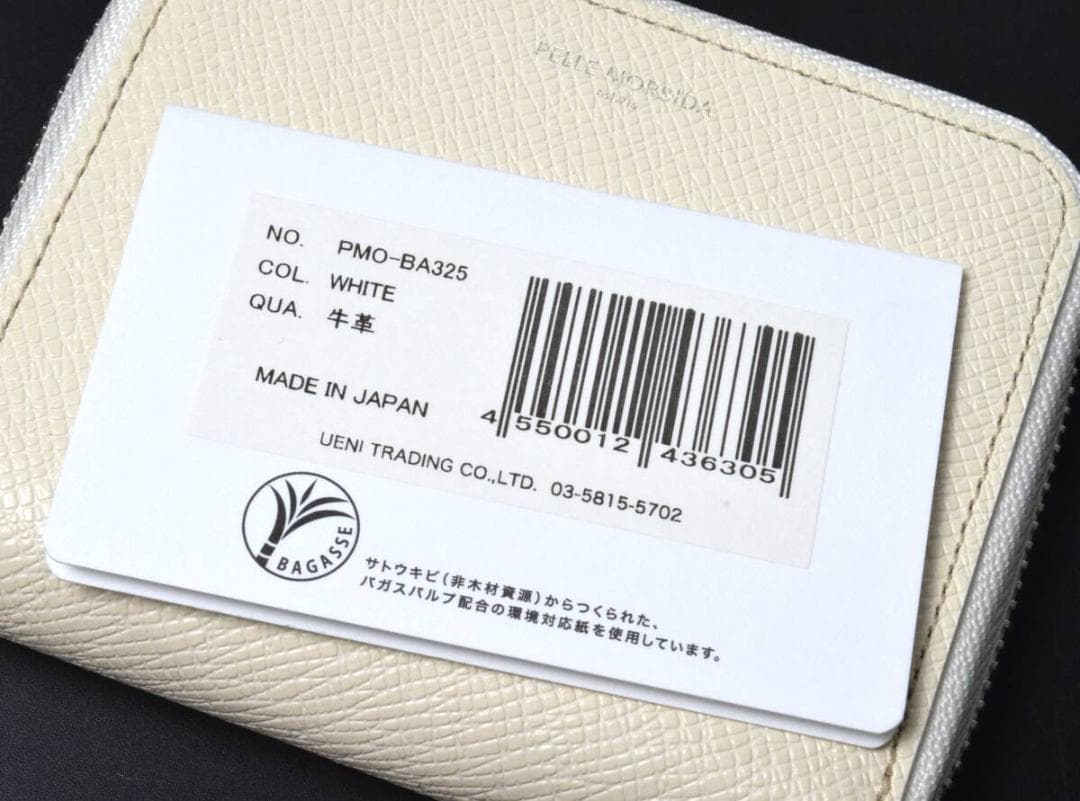 PELLE MORBIDA
NO. PMO-BA325
COL. WHITE
QUA. 牛革
MADE IN JAPAN
4 550012 436305
UENI TRADING CO.,LTD. 03-5815-5702
BAGASSE
サトウキビ(非木材資源)からつくられた、
バガスパルプ配合の環境対応紙を使用しています。